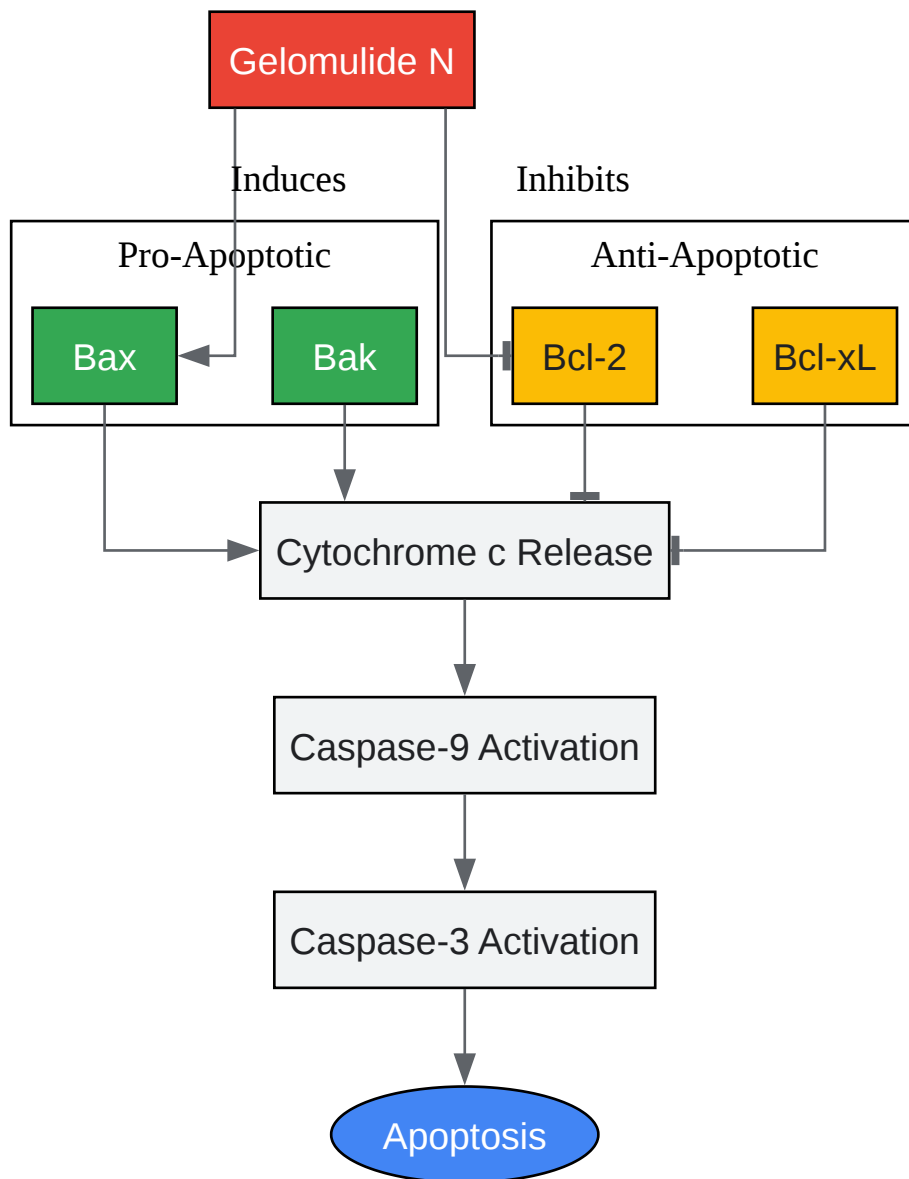 Gelomulide N
Induces
Inhibits
Pro-Apoptotic
Anti-Apoptotic
Bax
Bak
Bcl-2
Bcl-xL
Cytochrome c Release
Caspase-9 Activation
Caspase-3 Activation
Apoptosis